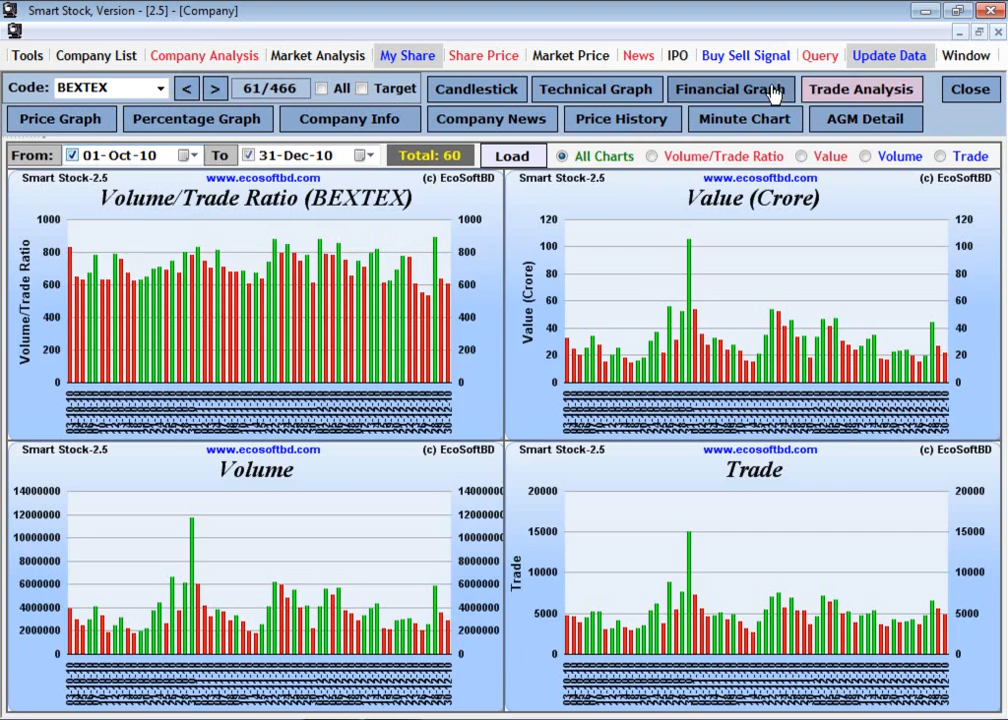 Smart Stock, Version - [2.5] - [Company]
Tools Company List Company Analysis Market Analysis My Share Share Price Market Price News IPO Buy Sell Signal Query Update Data Window
Code: BEXTEX < > 61/466 All Target Candlestick Technical Graph Financial Graph Trade Analysis Close
Price Graph Percentage Graph Company Info Company News Price History Minute Chart AGM Detail
From: 01-Oct-10 To 31-Dec-10 Total: 60 Load All Charts Volume/Trade Ratio Value Volume Trade
Smart Stock-2.5 www.ecosoftbd.com (c) EcoSoftBD
Volume/Trade Ratio (BEXTEX)
Volume/Trade Ratio
1000 1000
800 800
600 600
400 400
200 200
0 0
Smart Stock-2.5 www.ecosoftbd.com (c) EcoSoftBD
Value (Crore)
Value (Crore)
120 120
100 100
80 80
60 60
40 40
20 20
0 0
Smart Stock-2.5 www.ecosoftbd.com (c) EcoSoftBD
Volume
14000000 14000000
12000000 12000000
10000000 10000000
8000000 8000000
6000000 6000000
4000000 4000000
2000000 2000000
0 0
Smart Stock-2.5 www.ecosoftbd.com (c) EcoSoftBD
Trade
Trade
20000 20000
15000 15000
10000 10000
5000 5000
0 0